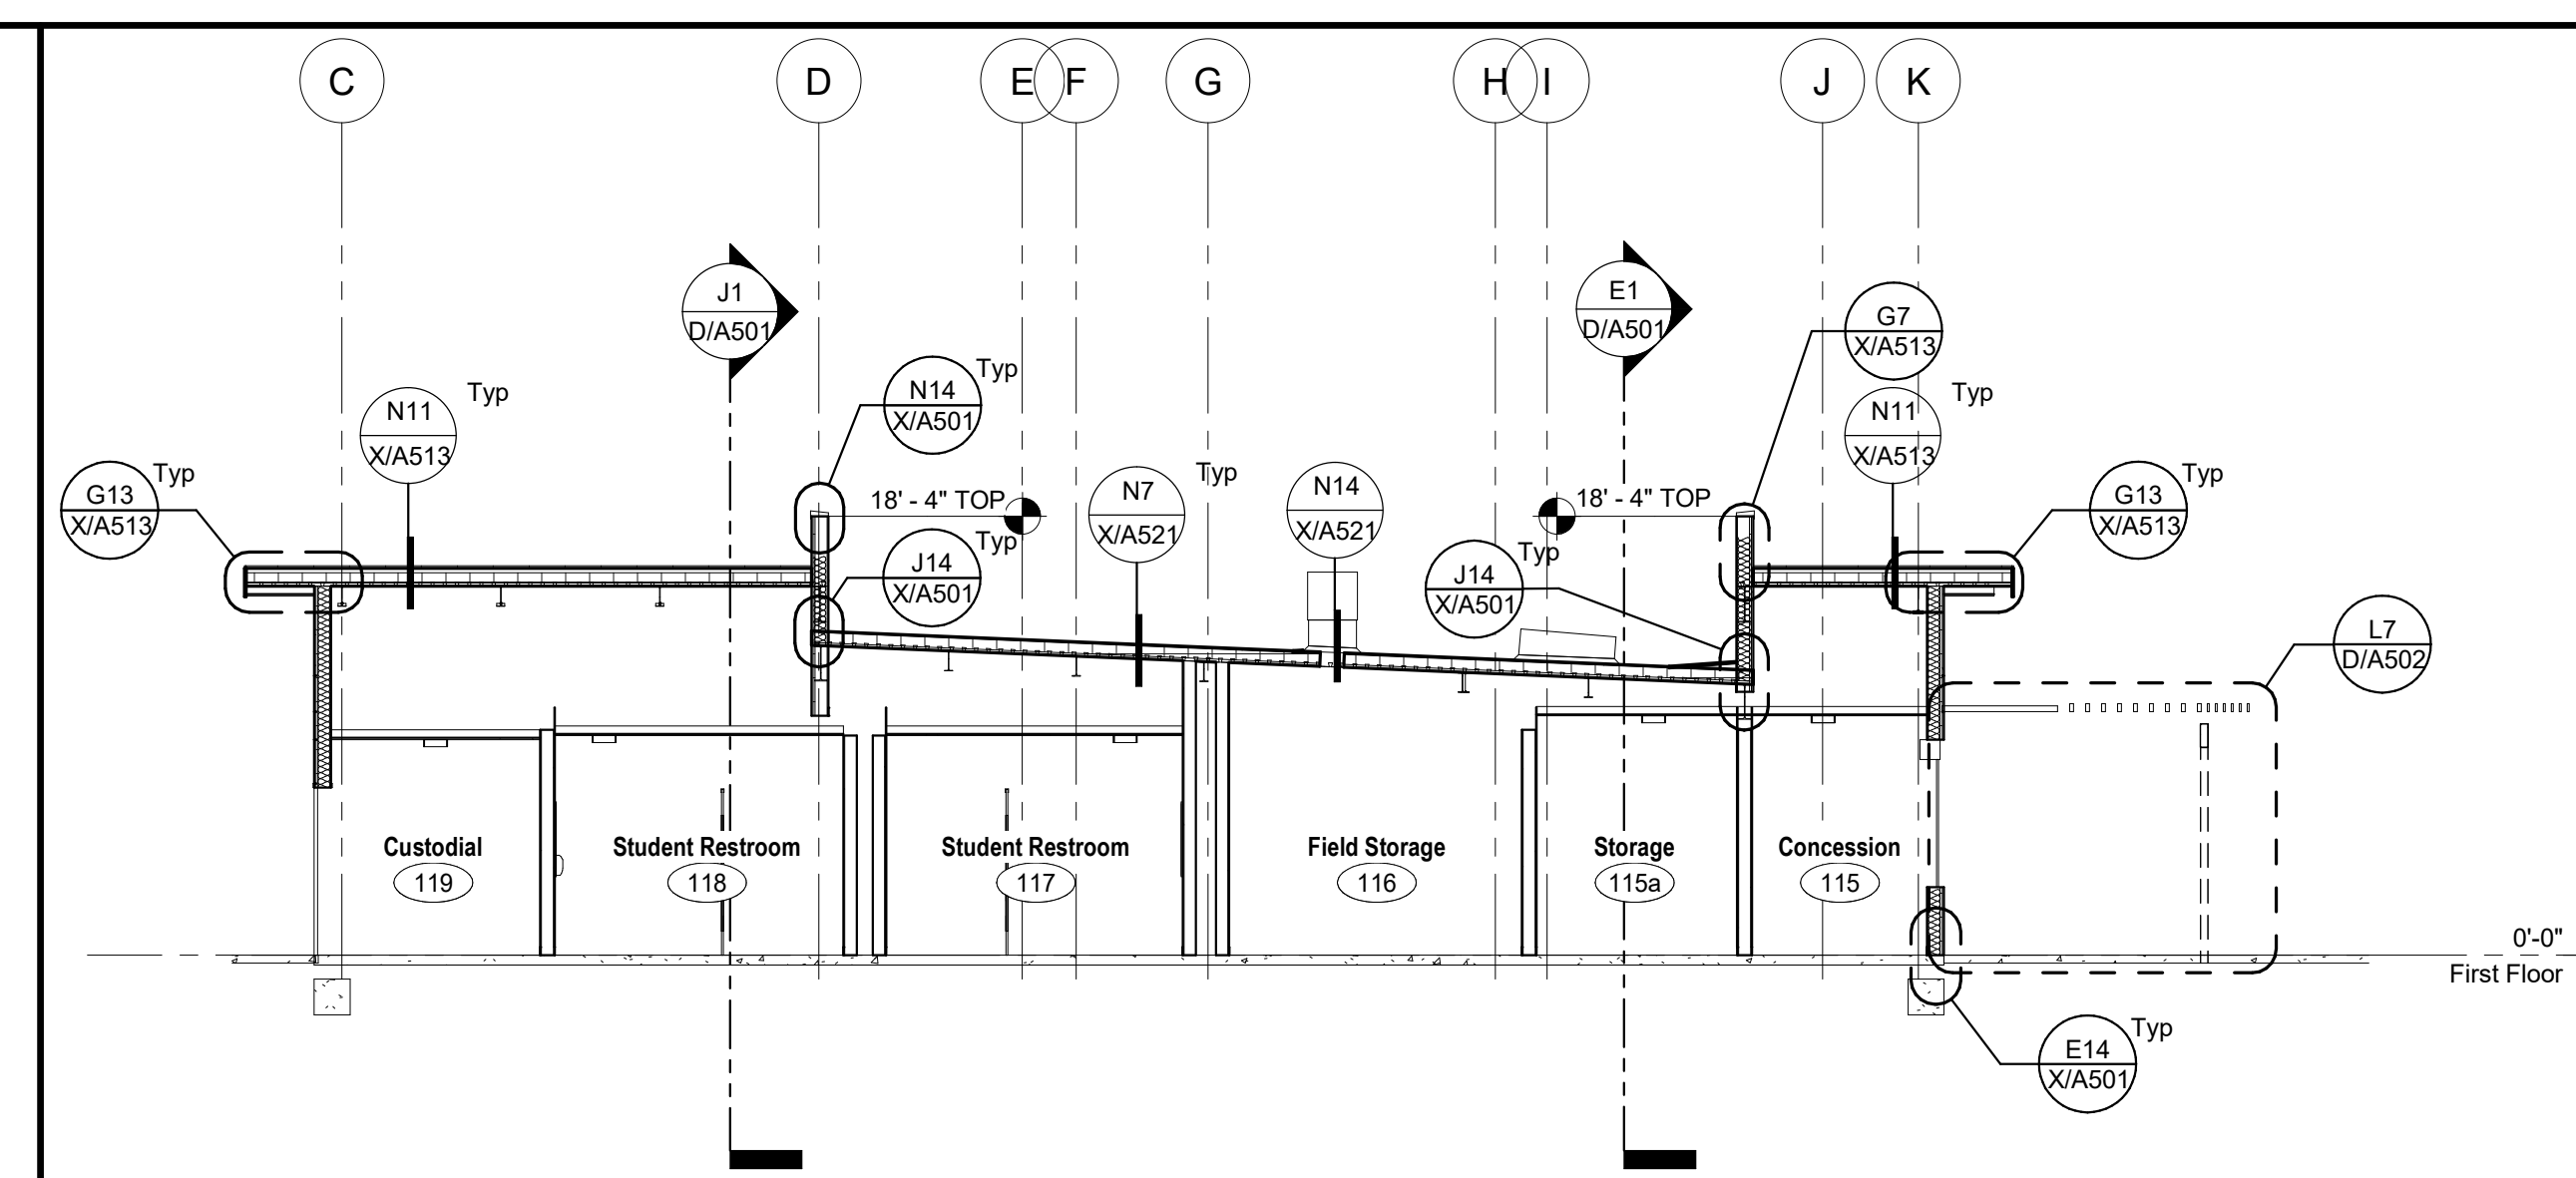 C
D
E
F
G
H
I
J
K
J1
D/A501
E1
D/A501
G7
X/A513
N14
X/A501
Typ
N11
X/A513
Typ
N11
X/A513
Typ
G13
X/A513
Typ
18' - 4" TOP
N7
X/A521
Typ
N14
X/A521
18' - 4" TOP
G13
X/A513
Typ
J14
X/A501
Typ
J14
X/A501
Typ
L7
D/A502
Custodial
119
Student Restroom
118
Student Restroom
117
Field Storage
116
Storage
115a
Concession
115
0'-0"
First Floor
E14
X/A501
Typ